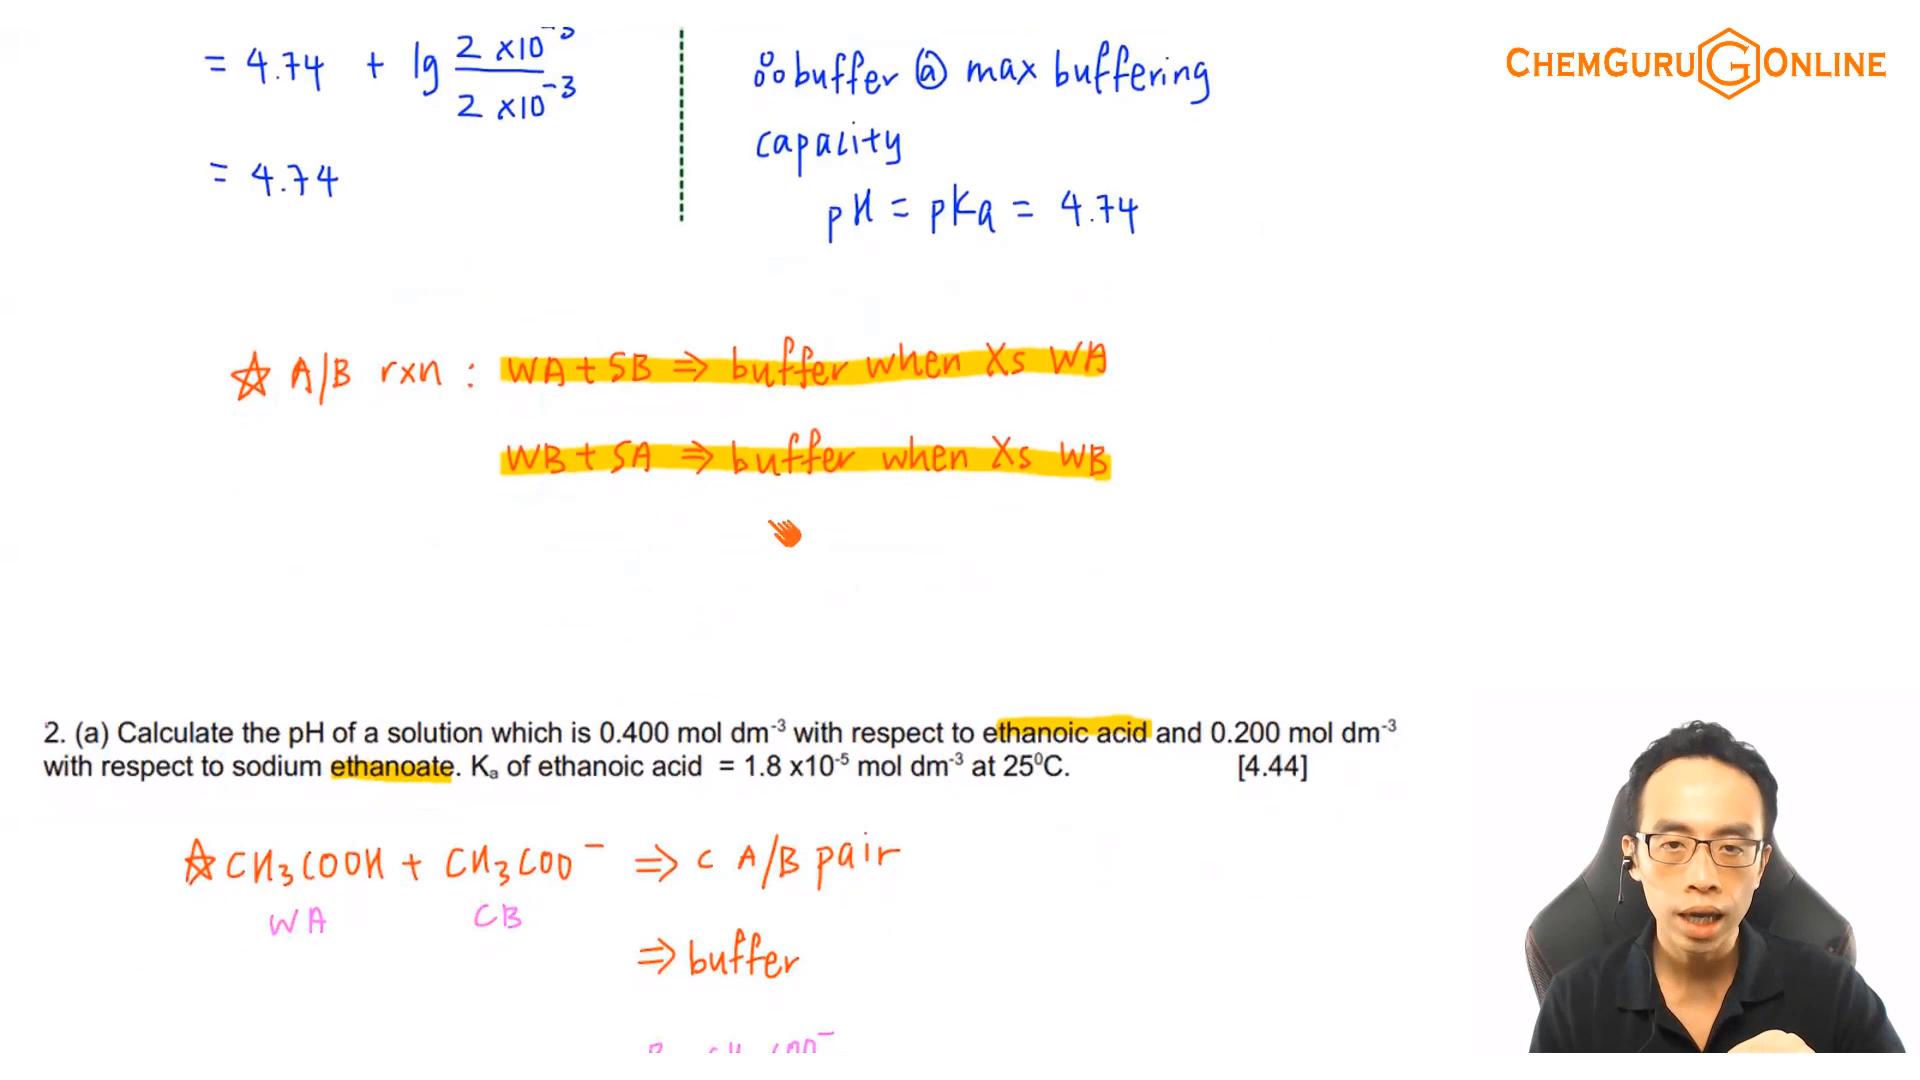 CHEMGURU G ONLINE
= 4.74 + lg 2 ×10⁻³ / 2 ×10⁻³
= 4.74
∴ buffer @ max buffering
capacity
pH = pKa = 4.74
☆ A/B rxn : WA + SB ⇒ buffer when Xs WA
WB + SA ⇒ buffer when Xs WB
2. (a) Calculate the pH of a solution which is 0.400 mol dm⁻³ with respect to ethanoic acid and 0.200 mol dm⁻³
with respect to sodium ethanoate. Kₐ of ethanoic acid = 1.8 x10⁻⁵ mol dm⁻³ at 25⁰C. [4.44]
☆ CH₃COOH + CH₃COO⁻ ⇒ C A/B pair
WA CB
⇒ buffer